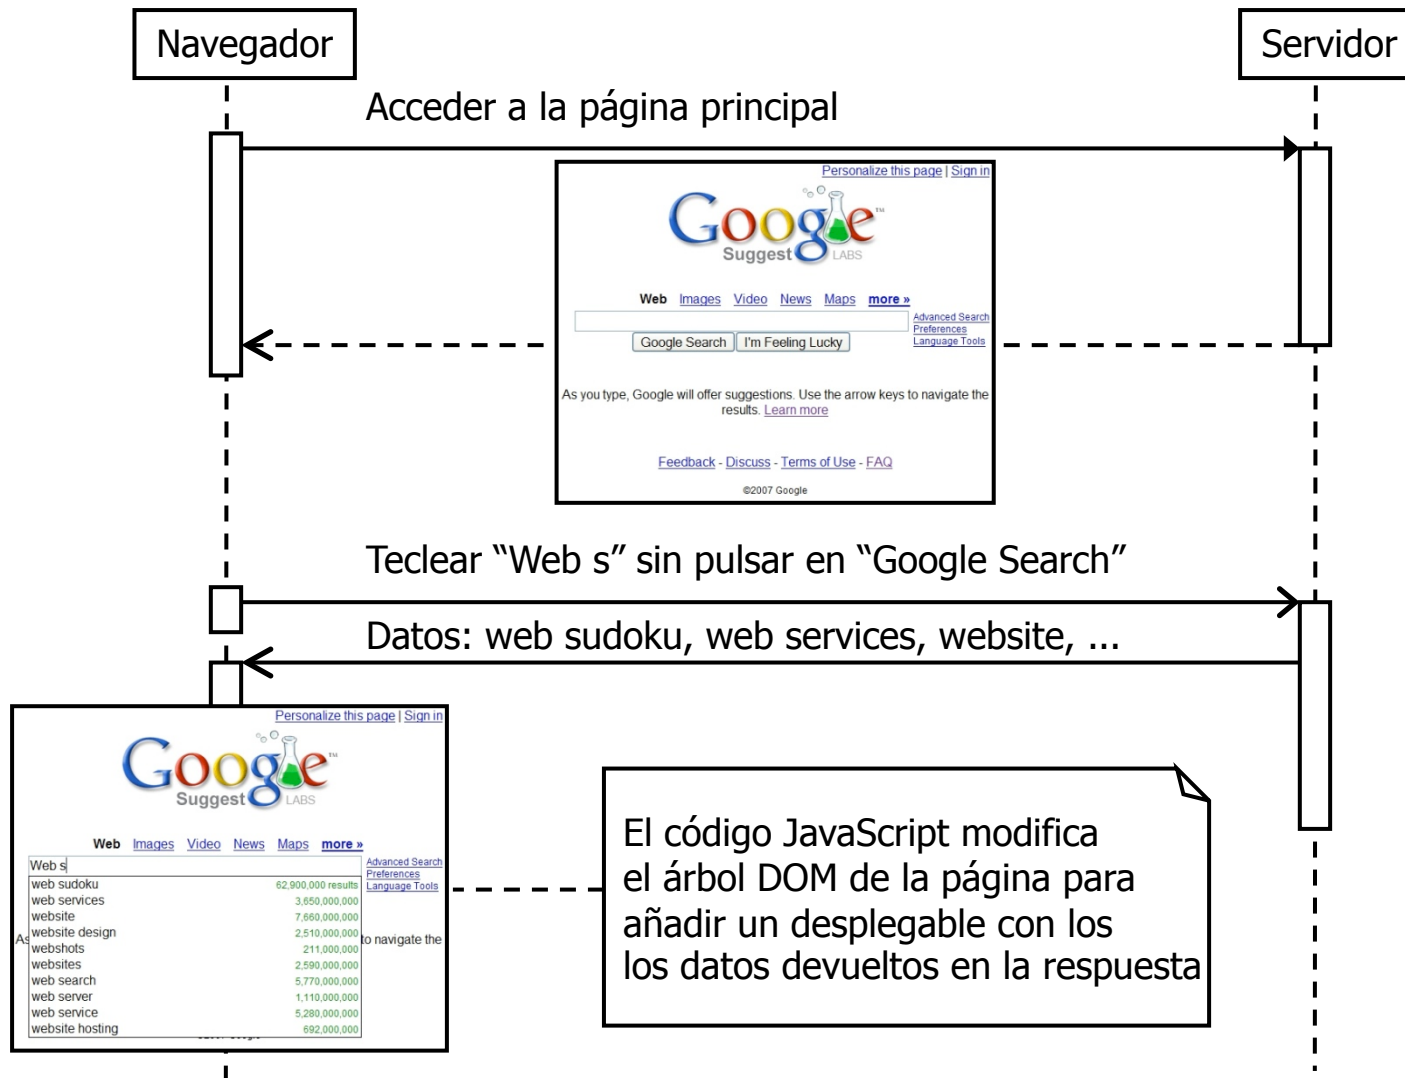 Navegador
Servidor
Acceder a la página principal
Personalize this page | Sign in
Google™
Suggest LABS
Web Images Video News Maps more »
Advanced Search
Preferences
Language Tools
Google Search I'm Feeling Lucky
As you type, Google will offer suggestions. Use the arrow keys to navigate the
results. Learn more
Feedback - Discuss - Terms of Use - FAQ
©2007 Google
Teclear “Web s” sin pulsar en “Google Search”
Datos: web sudoku, web services, website, ...
Personalize this page | Sign in
Google™
Suggest LABS
Web Images Video News Maps more »
Web s
Advanced Search
Preferences
Language Tools
web sudoku 62,900,000 results
web services 3,650,000,000
website 7,660,000,000
website design 2,510,000,000
As to navigate the
webshots 211,000,000
websites 2,590,000,000
web search 5,770,000,000
web server 1,110,000,000
web service 5,280,000,000
website hosting 692,000,000
El código JavaScript modifica
el árbol DOM de la página para
añadir un desplegable con los
los datos devueltos en la respuesta